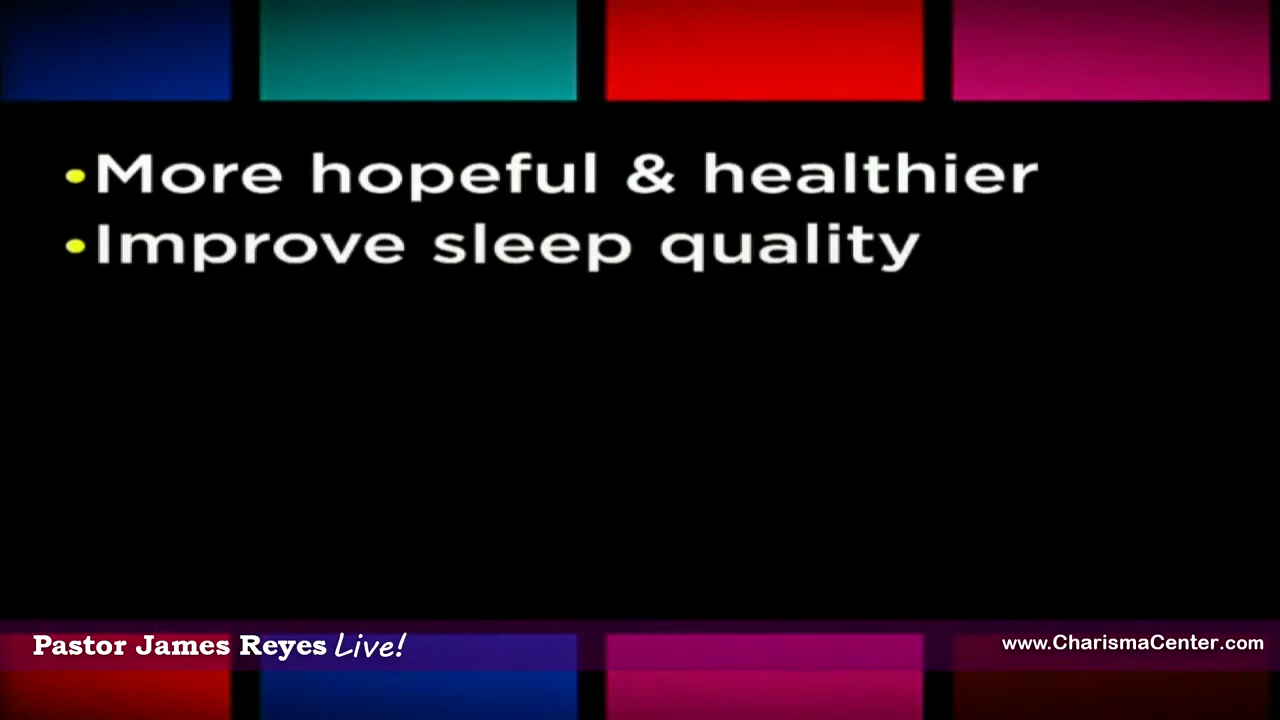 •More hopeful & healthier
•Improve sleep quality
Pastor James Reyes Live!
www.CharismaCenter.com